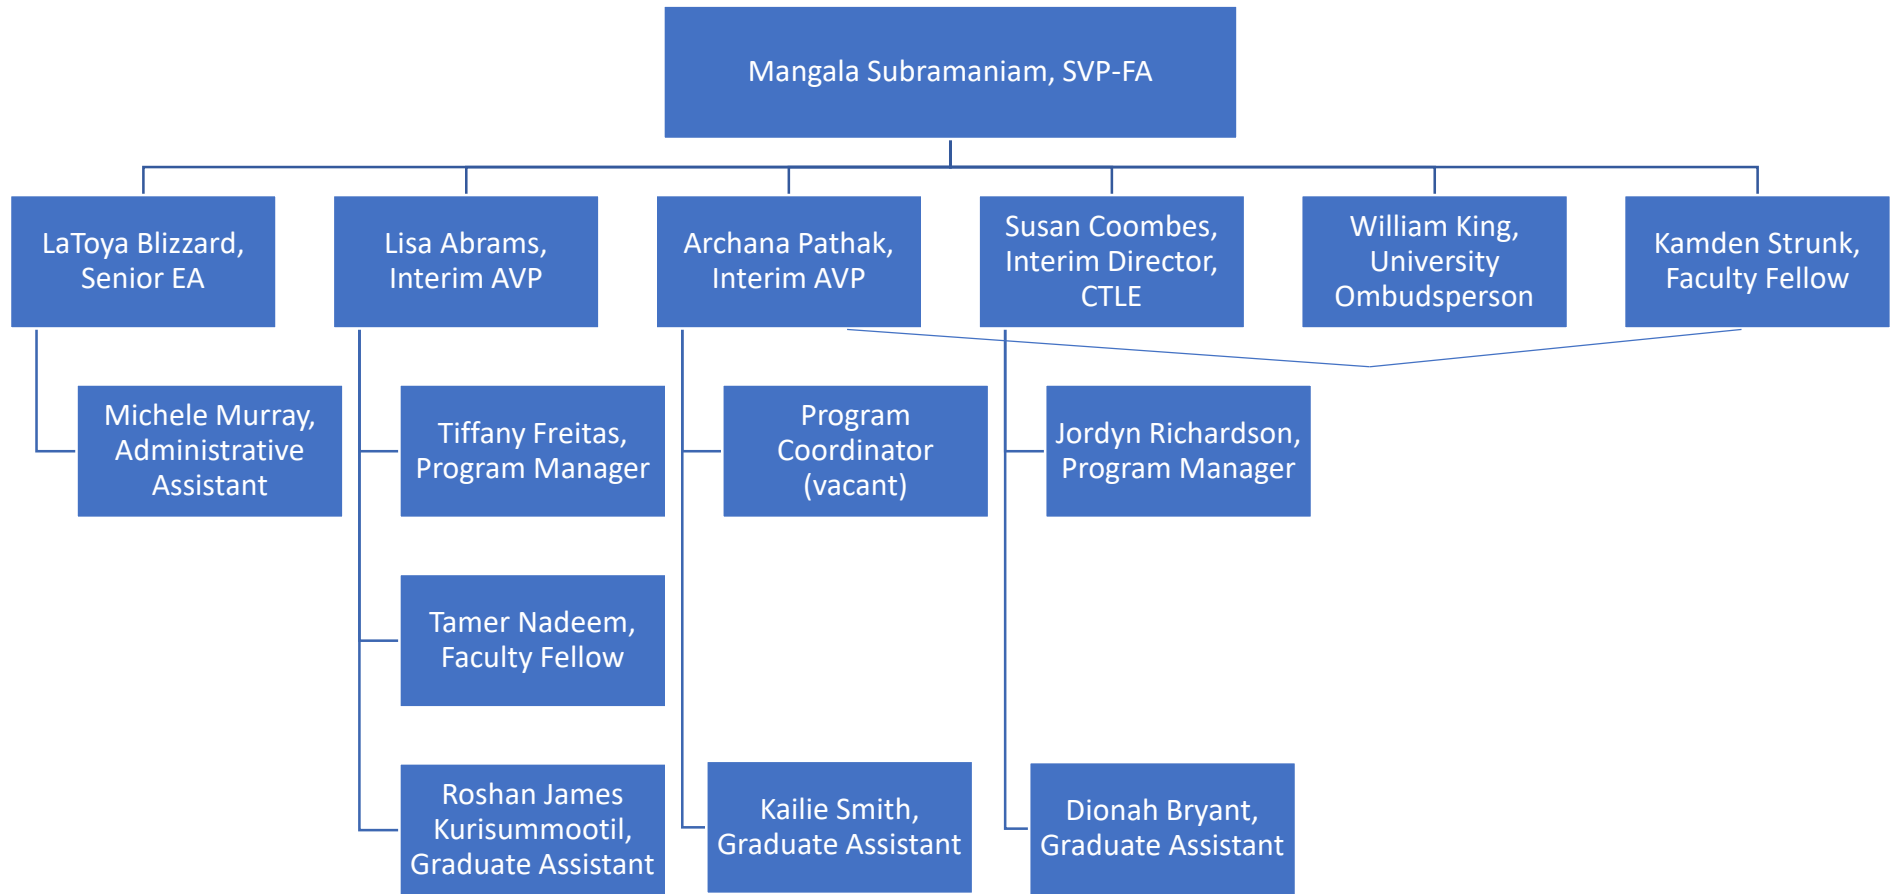 Mangala Subramaniam, SVP-FA
LaToya Blizzard,
Senior EA
Lisa Abrams,
Interim AVP
Archana Pathak,
Interim AVP
Susan Coombes,
Interim Director,
CTLE
William King,
University
Ombudsperson
Kamden Strunk,
Faculty Fellow
Michele Murray,
Administrative
Assistant
Tiffany Freitas,
Program Manager
Program
Coordinator
(vacant)
Jordyn Richardson,
Program Manager
Tamer Nadeem,
Faculty Fellow
Roshan James
Kurisummootil,
Graduate Assistant
Kailie Smith,
Graduate Assistant
Dionah Bryant,
Graduate Assistant